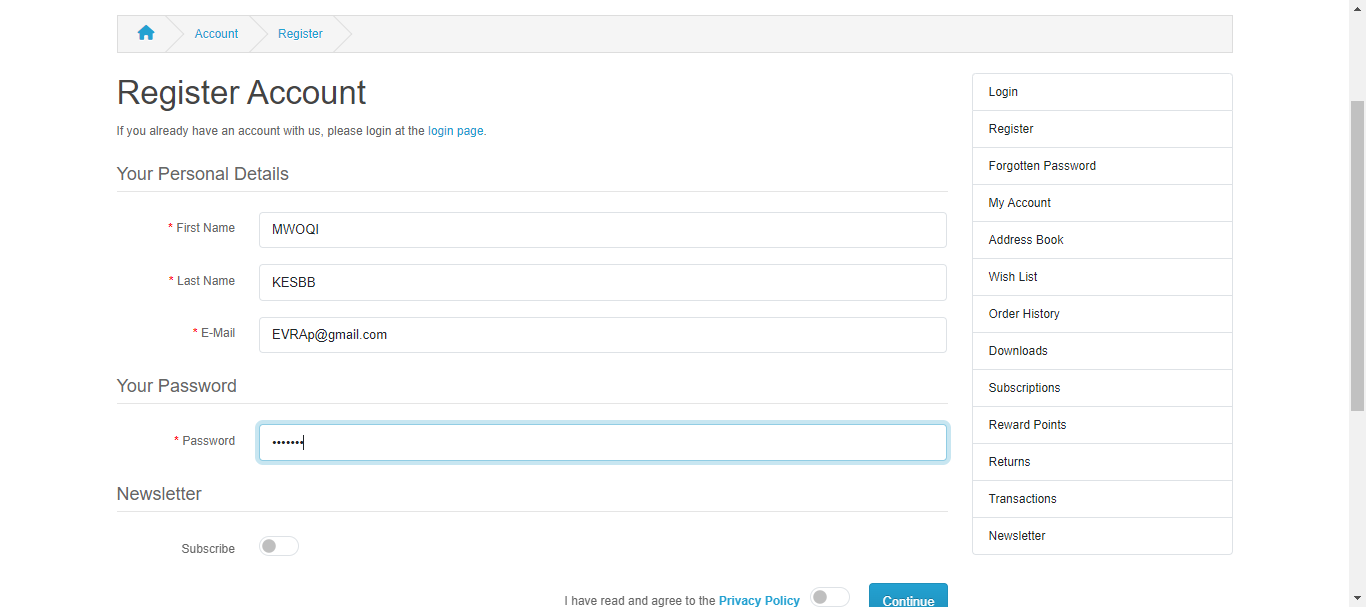 Account
Register
Register Account
If you already have an account with us, please login at the login page.
Your Personal Details
* First Name
MWOQI
* Last Name
KESBB
* E-Mail
EVRAp@gmail.com
Your Password
* Password
•••••••
Newsletter
Subscribe
I have read and agree to the Privacy Policy
Continue
Login
Register
Forgotten Password
My Account
Address Book
Wish List
Order History
Downloads
Subscriptions
Reward Points
Returns
Transactions
Newsletter